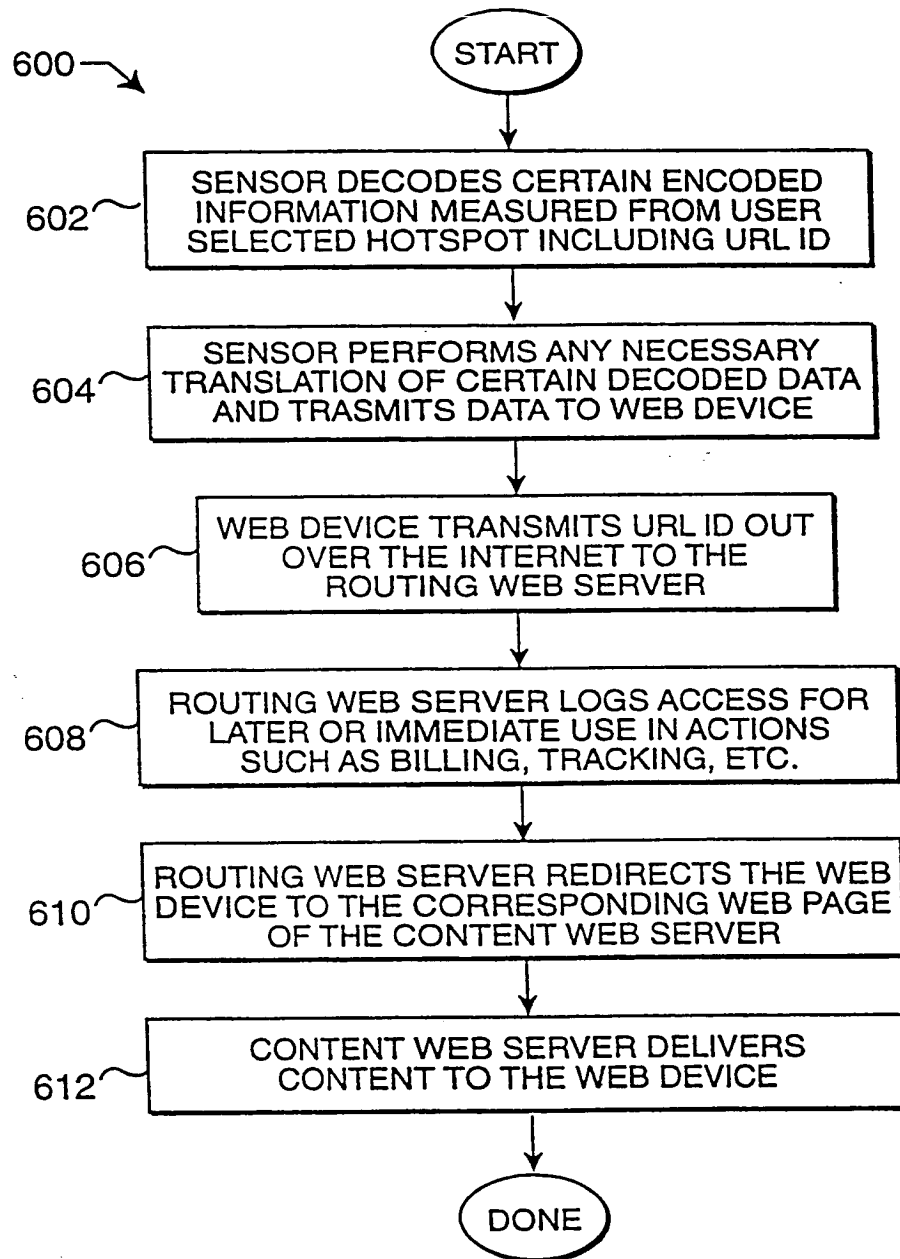 START
600
SENSOR DECODES CERTAIN ENCODED
INFORMATION MEASURED FROM USER
SELECTED HOTSPOT INCLUDING URL ID
602
SENSOR PERFORMS ANY NECESSARY
TRANSLATION OF CERTAIN DECODED DATA
AND TRASMITS DATA TO WEB DEVICE
604
WEB DEVICE TRANSMITS URL ID OUT
OVER THE INTERNET TO THE
ROUTING WEB SERVER
606
ROUTING WEB SERVER LOGS ACCESS FOR
LATER OR IMMEDIATE USE IN ACTIONS
SUCH AS BILLING, TRACKING, ETC.
608
ROUTING WEB SERVER REDIRECTS THE WEB
DEVICE TO THE CORRESPONDING WEB PAGE
OF THE CONTENT WEB SERVER
610
CONTENT WEB SERVER DELIVERS
CONTENT TO THE WEB DEVICE
612
DONE